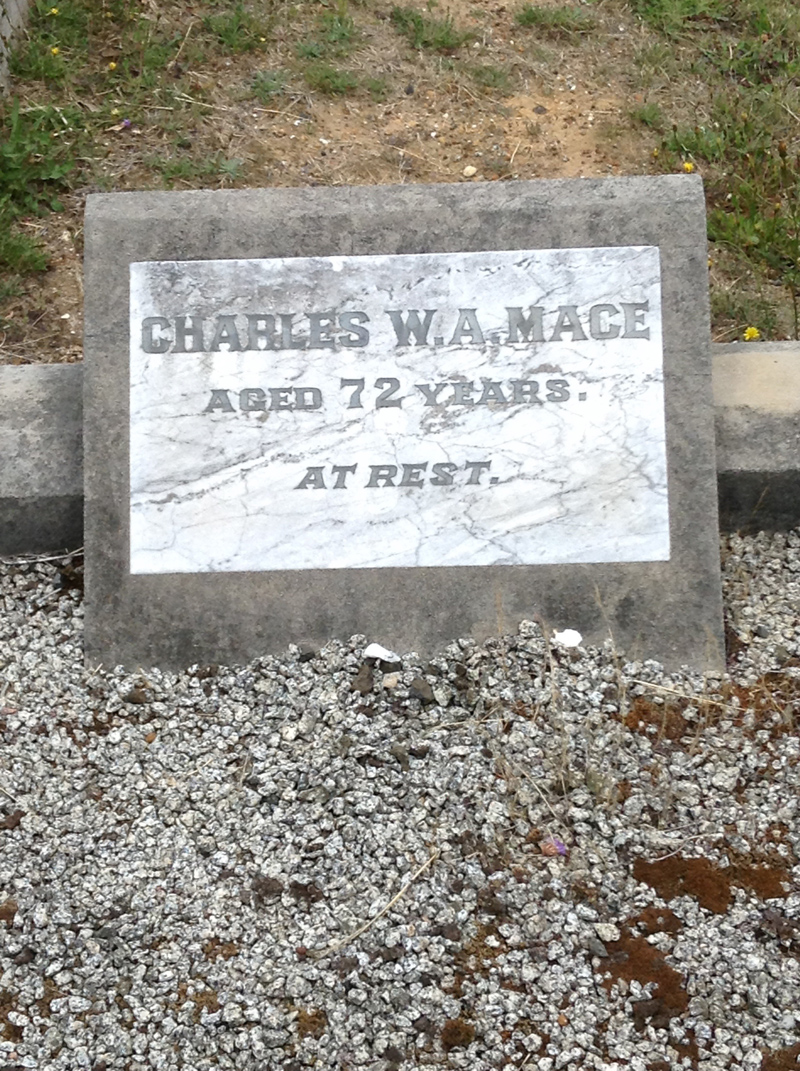 CHARLES W.A. MACE
AGED 72 YEARS.
AT REST.